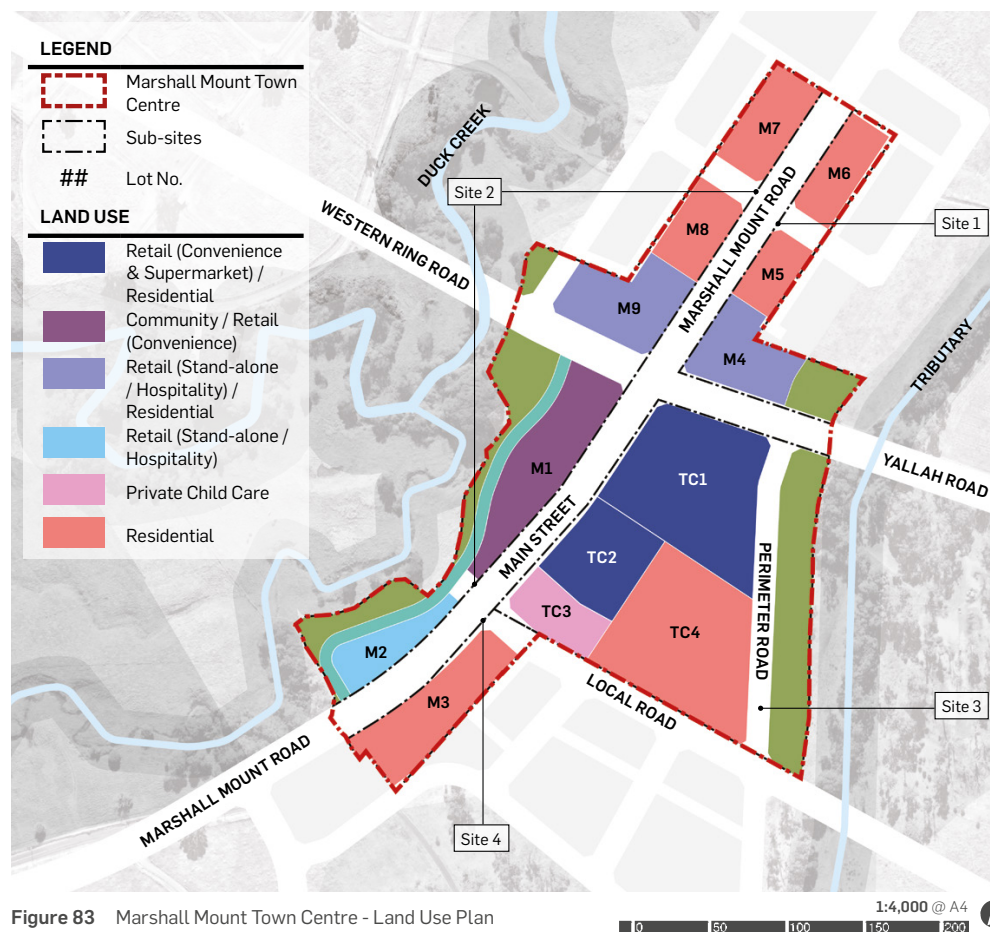 LEGEND
Marshall Mount Town
Centre
Sub-sites
##
Lot No.
LAND USE
Retail (Convenience
& Supermarket) /
Residential
Community / Retail
(Convenience)
Retail (Stand-alone
/ Hospitality) /
Residential
Retail (Stand-alone /
Hospitality)
Private Child Care
Residential
DUCK CREEK
WESTERN RING ROAD
Site 2
M7
M6
M8
MARSHALL MOUNT ROAD
Site 1
M5
M9
M4
TRIBUTARY
YALLAH ROAD
M1
MAIN STREET
TC1
TC2
PERIMETER ROAD
TC3
TC4
M2
M3
LOCAL ROAD
Site 3
MARSHALL MOUNT ROAD
Site 4
Figure 83 Marshall Mount Town Centre - Land Use Plan
1:4,000 @ A4
0 50 100 150 200